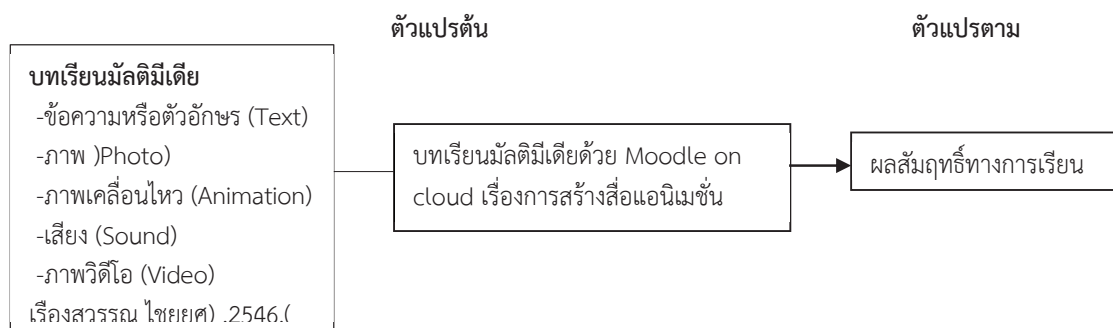 ตัวแปรต้น
ตัวแปรตาม
บทเรียนมัลติมีเดีย
-ข้อความหรือตัวอักษร (Text)
-ภาพ )Photo)
-ภาพเคลื่อนไหว (Animation)
-เสียง (Sound)
-ภาพวิดีโอ (Video)
เรืองสุวรรณ ไชยยศ) .2546.(
บทเรียนมัลติมีเดียด้วย Moodle on
cloud เรื่องการสร้างสื่อแอนิเมชั่น
ผลสัมฤทธิ์ทางการเรียน